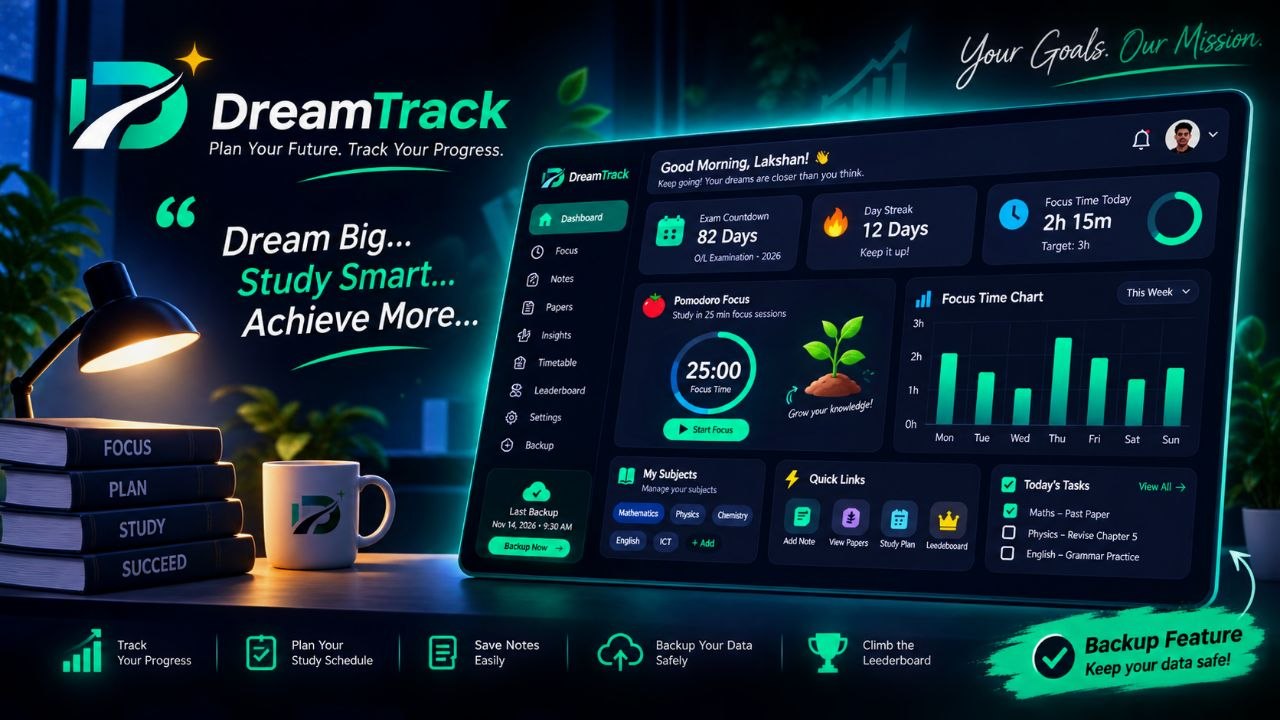 DreamTrack
Plan Your Future. Track Your Progress.
“
Dream Big...
Study Smart...
Achieve More...
Your Goals. Our Mission.
FOCUS
PLAN
STUDY
SUCCEED
DreamTrack
Dashboard
Focus
Notes
Papers
Insights
Timetable
Leaderboard
Settings
Backup
Last Backup
Nov 14, 2026 • 9:30 AM
Backup Now →
Good Morning, Lakshan! 👋
Keep going! Your dreams are closer than you think.
Exam Countdown
82 Days
O/L Examination - 2026
Day Streak
12 Days
Keep it up!
Focus Time Today
2h 15m
Target: 3h
Pomodoro Focus
Study in 25 min focus sessions
25:00
Focus Time
Start Focus
Grow your knowledge!
Focus Time Chart
This Week
3h
2h
1h
0h
Mon Tue Wed Thu Fri Sat Sun
My Subjects
Manage your subjects
Mathematics Physics Chemistry
English ICT + Add
Quick Links
Add Note View Papers Study Plan Leedeboard
Today's Tasks View All →
Maths – Past Paper
Physics – Revise Chapter 5
English – Grammar Practice
Track
Your Progress
Plan Your
Study Schedule
Save Notes
Easily
Backup Your Data
Safely
Climb the
Leaderboard
Backup Feature
Keep your data safe!